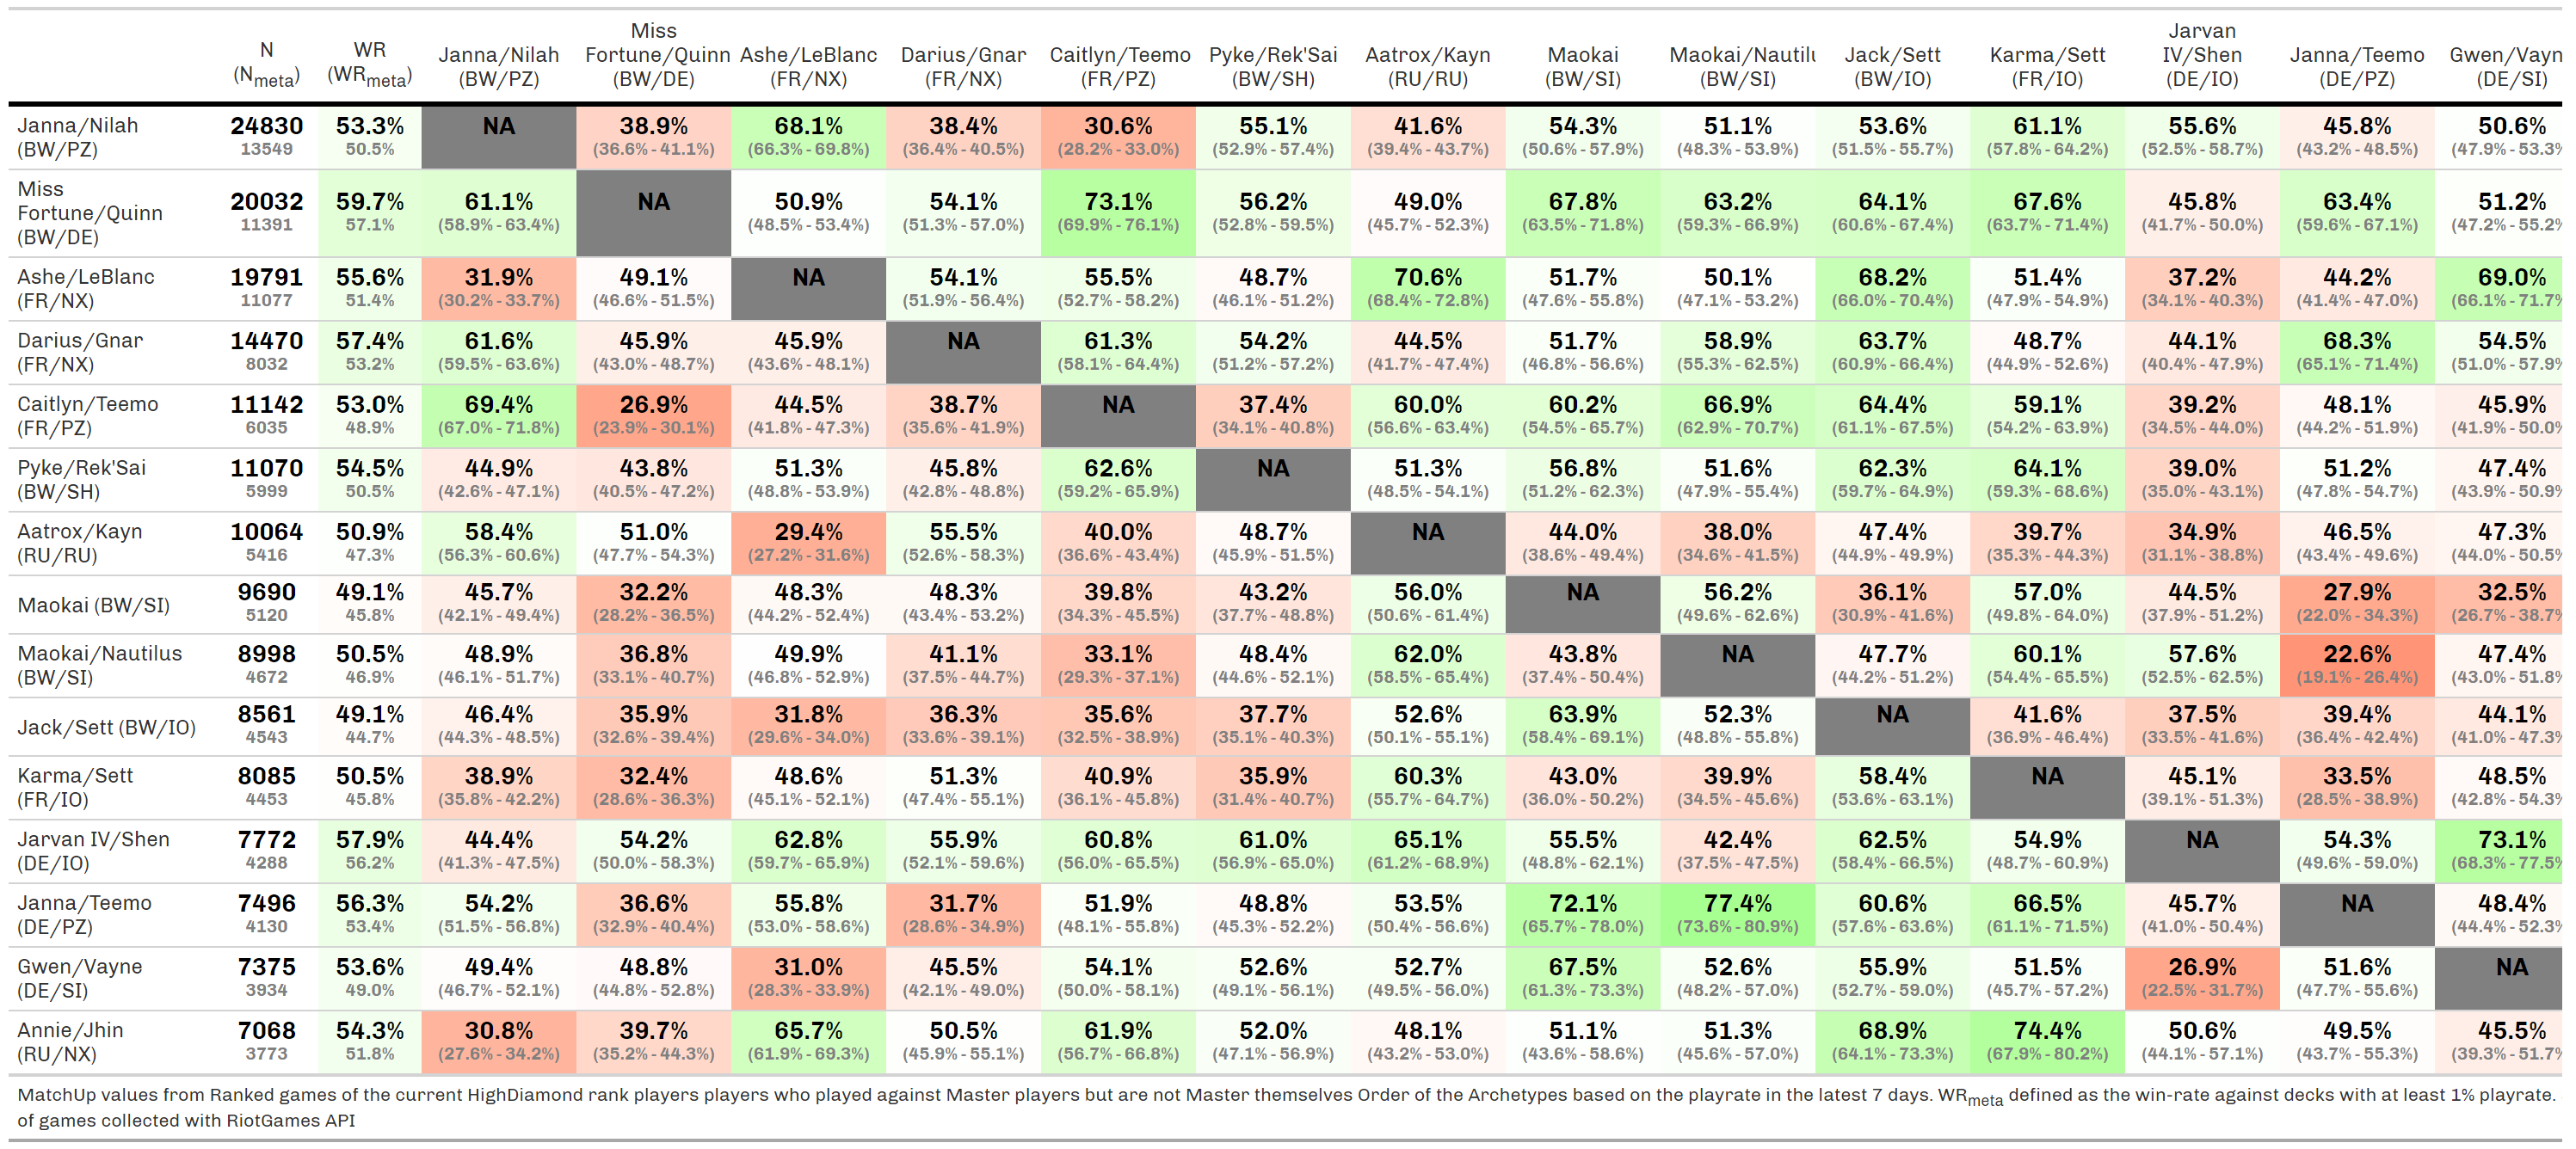 N (N_meta) WR (WR_meta) Janna/Nilah (BW/PZ) Miss Fortune/Quinn (BW/DE) Ashe/LeBlanc (FR/NX) Darius/Gnar (FR/NX) Caitlyn/Teemo (FR/PZ) Pyke/Rek'Sai (BW/SH) Aatrox/Kayn (RU/RU) Maokai (BW/SI) Maokai/Nautilu (BW/SI) Jack/Sett (BW/IO) Karma/Sett (FR/IO) Jarvan IV/Shen (DE/IO) Janna/Teemo (DE/PZ) Gwen/Vayn (DE/SI)
Janna/Nilah 24830 53.3% NA 38.9% 68.1% 38.4% 30.6% 55.1% 41.6% 54.3% 51.1% 53.6% 61.1% 55.6% 45.8% 50.6%
(BW/PZ) 13549 50.5% (36.6% - 41.1%) (66.3% - 69.8%) (36.4% - 40.5%) (28.2% - 33.0%) (52.9% - 57.4%) (39.4% - 43.7%) (50.6% - 57.9%) (48.3% - 53.9%) (51.5% - 55.7%) (57.8% - 64.2%) (52.5% - 58.7%) (43.2% - 48.5%) (47.9% - 53.3%
Miss
Fortune/Quinn 20032 59.7% 61.1% NA 50.9% 54.1% 73.1% 56.2% 49.0% 67.8% 63.2% 64.1% 67.6% 45.8% 63.4% 51.2%
(BW/DE) 11391 57.1% (58.9% - 63.4%) (48.5% - 53.4%) (51.3% - 57.0%) (69.9% - 76.1%) (52.8% - 59.5%) (45.7% - 52.3%) (63.5% - 71.8%) (59.3% - 66.9%) (60.6% - 67.4%) (63.7% - 71.4%) (41.7% - 50.0%) (59.6% - 67.1%) (47.2% - 55.2%
Ashe/LeBlanc 19791 55.6% 31.9% 49.1% NA 54.1% 55.5% 48.7% 70.6% 51.7% 50.1% 68.2% 51.4% 37.2% 44.2% 69.0%
(FR/NX) 11077 51.4% (30.2% - 33.7%) (46.6% - 51.5%) (51.9% - 56.4%) (52.7% - 58.2%) (46.1% - 51.2%) (68.4% - 72.8%) (47.6% - 55.8%) (47.1% - 53.2%) (66.0% - 70.4%) (47.9% - 54.9%) (34.1% - 40.3%) (41.4% - 47.0%) (66.1% - 71.7%
Darius/Gnar 14470 57.4% 61.6% 45.9% 45.9% NA 61.3% 54.2% 44.5% 51.7% 58.9% 63.7% 48.7% 44.1% 68.3% 54.5%
(FR/NX) 8032 53.2% (59.5% - 63.6%) (43.0% - 48.7%) (43.6% - 48.1%) (58.1% - 64.4%) (51.2% - 57.2%) (41.7% - 47.4%) (46.8% - 56.6%) (55.3% - 62.5%) (60.9% - 66.4%) (44.9% - 52.6%) (40.4% - 47.9%) (65.1% - 71.4%) (51.0% - 57.9%
Caitlyn/Teemo 11142 53.0% 69.4% 26.9% 44.5% 38.7% NA 37.4% 60.0% 60.2% 66.9% 64.4% 59.1% 39.2% 48.1% 45.9%
(FR/PZ) 6035 48.9% (67.0% - 71.8%) (23.9% - 30.1%) (41.8% - 47.3%) (35.6% - 41.9%) (34.1% - 40.8%) (56.6% - 63.4%) (54.5% - 65.7%) (62.9% - 70.7%) (61.1% - 67.5%) (54.2% - 63.9%) (34.5% - 44.0%) (44.2% - 51.9%) (41.9% - 50.0%
Pyke/Rek'Sai 11070 54.5% 44.9% 43.8% 51.3% 45.8% 62.6% NA 51.3% 56.8% 51.6% 62.3% 64.1% 39.0% 51.2% 47.4%
(BW/SH) 5999 50.5% (42.6% - 47.1%) (40.5% - 47.2%) (48.8% - 53.9%) (42.8% - 48.8%) (59.2% - 65.9%) (48.5% - 54.1%) (51.2% - 62.3%) (47.9% - 55.4%) (59.7% - 64.9%) (59.3% - 68.6%) (35.0% - 43.1%) (47.8% - 54.7%) (43.9% - 50.9%
Aatrox/Kayn 10064 50.9% 58.4% 51.0% 29.4% 55.5% 40.0% 48.7% NA 44.0% 38.0% 47.4% 39.7% 34.9% 46.5% 47.3%
(RU/RU) 5416 47.3% (56.3% - 60.6%) (47.7% - 54.3%) (27.2% - 31.6%) (52.6% - 58.3%) (36.6% - 43.4%) (45.9% - 51.5%) (38.6% - 49.4%) (34.6% - 41.5%) (44.9% - 49.9%) (35.3% - 44.3%) (31.1% - 38.8%) (43.4% - 49.6%) (44.0% - 50.5%
Maokai (BW/SI) 9690 49.1% 45.7% 32.2% 48.3% 48.3% 39.8% 43.2% 56.0% NA 56.2% 36.1% 57.0% 44.5% 27.9% 32.5%
5120 45.8% (42.1% - 49.4%) (28.2% - 36.5%) (44.2% - 52.4%) (43.4% - 53.2%) (34.3% - 45.5%) (37.7% - 48.8%) (50.6% - 61.4%) (49.6% - 62.6%) (30.9% - 41.6%) (49.8% - 64.0%) (37.9% - 51.2%) (22.0% - 34.3%) (26.7% - 38.7%
Maokai/Nautilus 8998 50.5% 48.9% 36.8% 49.9% 41.1% 33.1% 48.4% 62.0% 43.8% NA 47.7% 60.1% 57.6% 22.6% 47.4%
(BW/SI) 4672 46.9% (46.1% - 51.7%) (33.1% - 40.7%) (46.8% - 52.9%) (37.5% - 44.7%) (29.3% - 37.1%) (44.6% - 52.1%) (58.5% - 65.4%) (37.4% - 50.4%) (44.2% - 51.2%) (54.4% - 65.5%) (52.5% - 62.5%) (19.1% - 26.4%) (43.0% - 51.8%
Jack/Sett (BW/IO) 8561 49.1% 46.4% 35.9% 31.8% 36.3% 35.6% 37.7% 52.6% 63.9% 52.3% NA 41.6% 37.5% 39.4% 44.1%
4543 44.7% (44.3% - 48.5%) (32.6% - 39.4%) (29.6% - 34.0%) (33.6% - 39.1%) (32.5% - 38.9%) (35.1% - 40.3%) (50.1% - 55.1%) (58.4% - 69.1%) (48.8% - 55.8%) (36.9% - 46.4%) (33.5% - 41.6%) (36.4% - 42.4%) (41.0% - 47.3%
Karma/Sett 8085 50.5% 38.9% 32.4% 48.6% 51.3% 40.9% 35.9% 60.3% 43.0% 39.9% 58.4% NA 45.1% 33.5% 48.5%
(FR/IO) 4453 45.8% (35.8% - 42.2%) (28.6% - 36.3%) (45.1% - 52.1%) (47.4% - 55.1%) (36.1% - 45.8%) (31.4% - 40.7%) (55.7% - 64.7%) (36.0% - 50.2%) (34.5% - 45.6%) (53.6% - 63.1%) (39.1% - 51.3%) (28.5% - 38.9%) (42.8% - 54.3%
Jarvan IV/Shen 7772 57.9% 44.4% 54.2% 62.8% 55.9% 60.8% 61.0% 65.1% 55.5% 42.4% 62.5% 54.9% NA 54.3% 73.1%
(DE/IO) 4288 56.2% (41.3% - 47.5%) (50.0% - 58.3%) (59.7% - 65.9%) (52.1% - 59.6%) (56.0% - 65.5%) (56.9% - 65.0%) (61.2% - 68.9%) (48.8% - 62.1%) (37.5% - 47.5%) (58.4% - 66.5%) (48.7% - 60.9%) (49.6% - 59.0%) (68.3% - 77.5%
Janna/Teemo 7496 56.3% 54.2% 36.6% 55.8% 31.7% 51.9% 48.8% 53.5% 72.1% 77.4% 60.6% 66.5% 45.7% NA 48.4%
(DE/PZ) 4130 53.4% (51.5% - 56.8%) (32.9% - 40.4%) (53.0% - 58.6%) (28.6% - 34.9%) (48.1% - 55.8%) (45.3% - 52.2%) (50.4% - 56.6%) (65.7% - 78.0%) (73.6% - 80.9%) (57.6% - 63.6%) (61.1% - 71.5%) (41.0% - 50.4%) (44.4% - 52.3%
Gwen/Vayne 7375 53.6% 49.4% 48.8% 31.0% 45.5% 54.1% 52.6% 52.7% 67.5% 52.6% 55.9% 51.5% 26.9% 51.6% NA
(DE/SI) 3934 49.0% (46.7% - 52.1%) (44.8% - 52.8%) (28.3% - 33.9%) (42.1% - 49.0%) (50.0% - 58.1%) (49.1% - 56.1%) (49.5% - 56.0%) (61.3% - 73.3%) (48.2% - 57.0%) (52.7% - 59.0%) (45.7% - 57.2%) (22.5% - 31.7%) (47.7% - 55.6%)
Annie/Jhin 7068 54.3% 30.8% 39.7% 65.7% 50.5% 61.9% 52.0% 48.1% 51.1% 51.3% 68.9% 74.4% 50.6% 49.5% 45.5%
(RU/NX) 3773 51.8% (27.6% - 34.2%) (35.2% - 44.3%) (61.9% - 69.3%) (45.9% - 55.1%) (56.7% - 66.8%) (47.1% - 56.9%) (43.2% - 53.0%) (43.6% - 58.6%) (45.6% - 57.0%) (64.1% - 73.3%) (67.9% - 80.2%) (44.1% - 57.1%) (43.7% - 55.3%) (39.3% - 51.7%
MatchUp values from Ranked games of the current HighDiamond rank players players who played against Master players but are not Master themselves Order of the Archetypes based on the playrate in the latest 7 days. WR_meta defined as the win-rate against decks with at least 1% playrate.
of games collected with RiotGames API